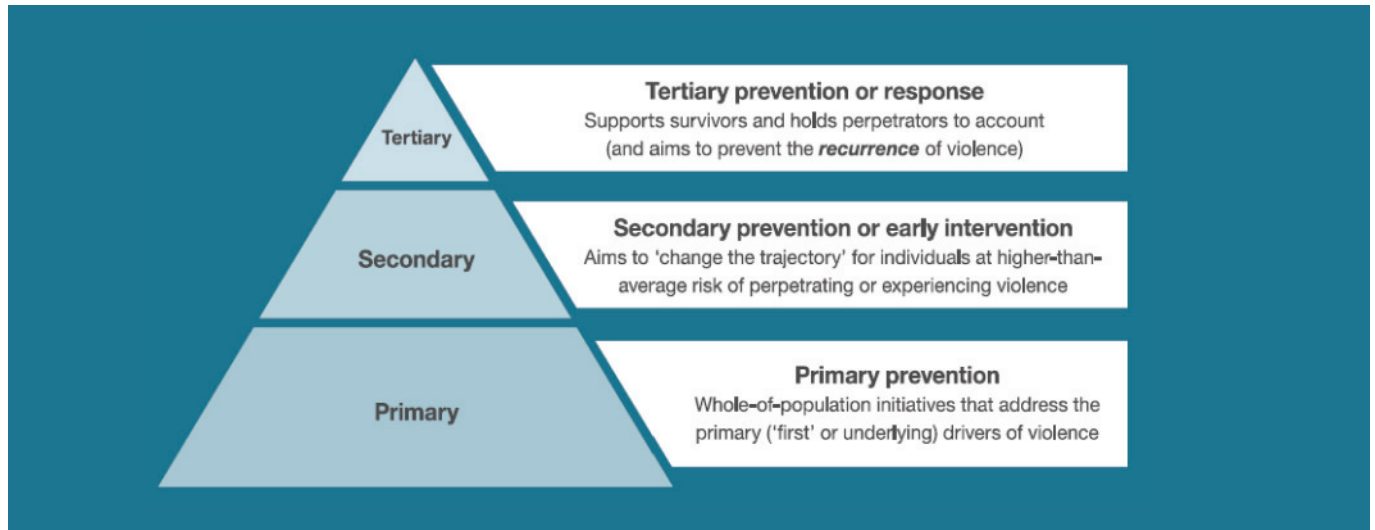 Tertiary
Tertiary prevention or response
Supports survivors and holds perpetrators to account
(and aims to prevent the recurrence of violence)
Secondary
Secondary prevention or early intervention
Aims to ‘change the trajectory’ for individuals at higher-than-
average risk of perpetrating or experiencing violence
Primary
Primary prevention
Whole-of-population initiatives that address the
primary (‘first’ or underlying) drivers of violence